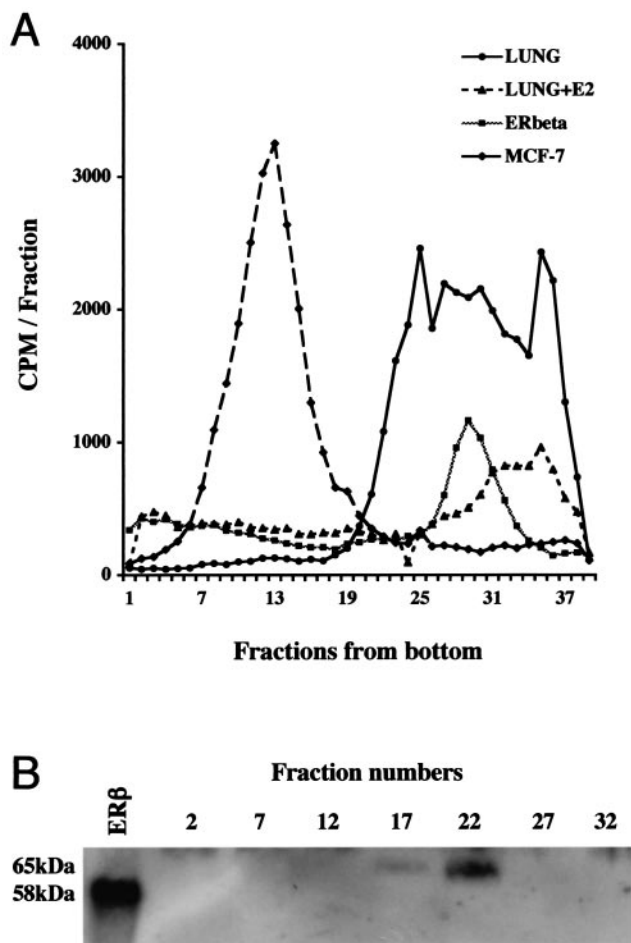 A
4000
3000
2000
1000
0
CPM / Fraction
LUNG
LUNG+E2
ERbeta
MCF-7
1 7 13 19 25 31 37
Fractions from bottom
B
Fraction numbers
ERβ 2 7 12 17 22 27 32
65kDa
58kDa